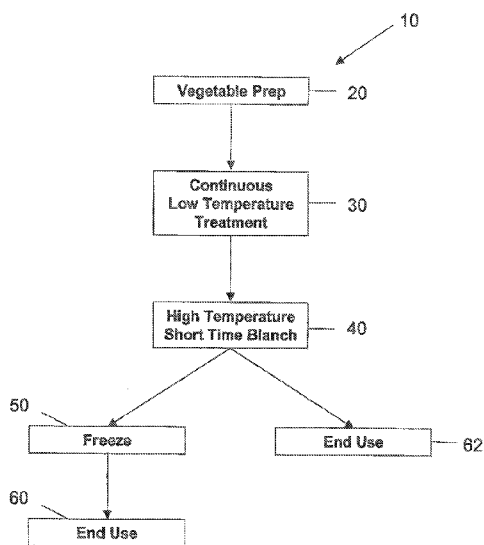 10
Vegetable Prep
20
Continuous
Low Temperature
Treatment
30
High Temperature
Short Time Blanch
40
50
Freeze
End Use
62
60
End Use